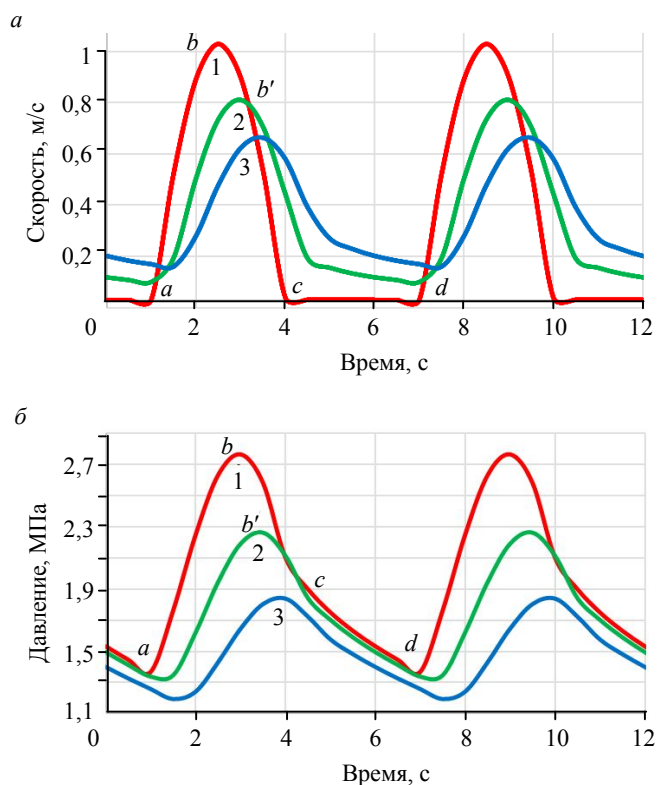 а
Скорость, м/с
1
0,8
0,6
0,4
0,2
b
1
b′
2
3
a
c
d
0 2 4 6 8 10 12
Время, с
б
Давление, МПа
2,7
2,3
1,9
1,5
1,1
b
1
b′
2
c
3
a
d
0 2 4 6 8 10 12
Время, с